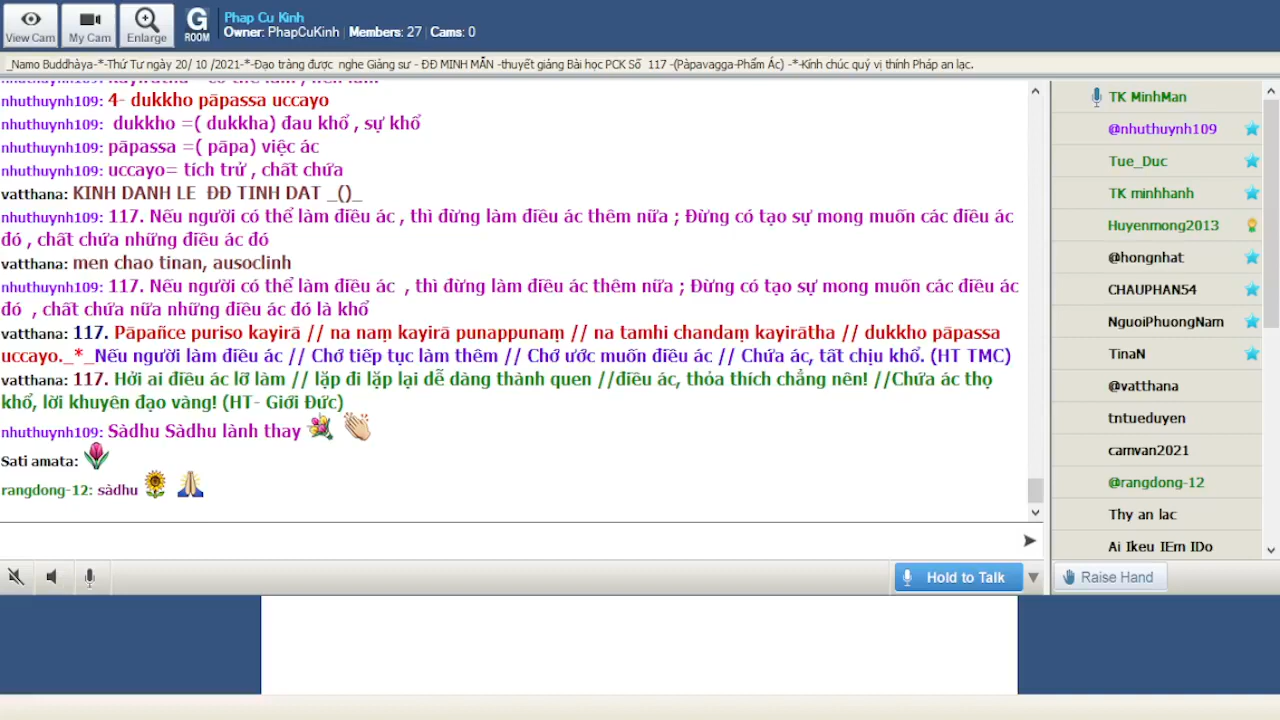 View Cam
My Cam
Enlarge
G
ROOM
Phap Cu Kinh
Owner: PhapCuKinh | Members: 27 | Cams: 0
_Namo Buddhàya-*-Thứ Tư ngày 20/ 10 /2021-*-Đạo tràng được nghe Giảng sư - ĐĐ MINH MẪN -thuyết giảng Bài học PCK Số 117 -(Pàpavagga-Phẩm Ác) -*-Kính chúc quý vị thính Pháp an lạc.
nhuthuynh109: 4- dukkho pāpassa uccayo
nhuthuynh109: dukkho =( dukkha) đau khổ , sự khổ
nhuthuynh109: pāpassa =( pāpa) việc ác
nhuthuynh109: uccayo= tích trử , chất chứa
vatthana: KINH DANH LE ĐĐ TINH DAT _()_
nhuthuynh109: 117. Nếu người có thể làm điều ác , thì đừng làm điều ác thêm nữa ; Đừng có tạo sự mong muốn các điều ác
đó , chất chứa những điều ác đó
vatthana: men chao tinan, ausoclinh
nhuthuynh109: 117. Nếu người có thể làm điều ác , thì đừng làm điều ác thêm nữa ; Đừng có tạo sự mong muốn các điều ác
đó , chất chứa nữa những điều ác đó là khổ
vatthana: 117. Pāpañce puriso kayirā // na naṃ kayirā punappunaṃ // na tamhi chandaṃ kayirātha // dukkho pāpassa
uccayo._*_Nếu người làm điều ác // Chớ tiếp tục làm thêm // Chớ ước muốn điều ác // Chứa ác, tất chịu khổ. (HT TMC)
vatthana: 117. Hởi ai điều ác lỡ làm // lặp đi lặp lại dễ dàng thành quen //điều ác, thỏa thích chẳng nên! //Chứa ác thọ
khổ, lời khuyên đạo vàng! (HT- Giới Đức)
nhuthuynh109: Sàdhu Sàdhu lành thay
Sati amata:
rangdong-12: sàdhu
TK MinhMan
@nhuthuynh109
Tue_Duc
TK minhhanh
Huyenmong2013
@hongnhat
CHAUPHAN54
NguoiPhuongNam
TinaN
@vatthana
tntueduyen
camvan2021
@rangdong-12
Thy an lac
Ai Ikeu IEm IDo
Hold to Talk
Raise Hand